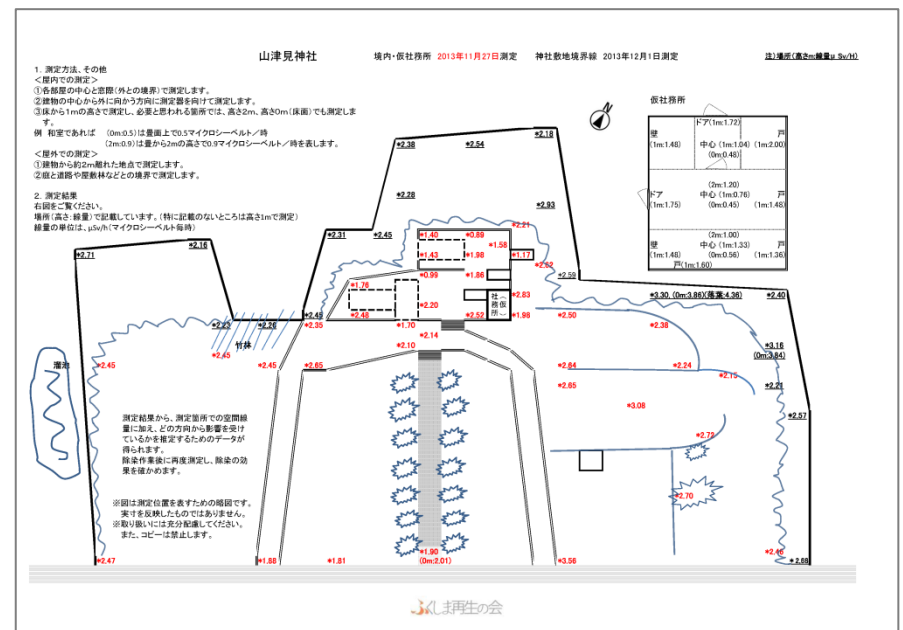 山津見神社　境内・仮社務所 2013年11月27日測定　神社敷地境界線 2013年12月1日測定　注)場所(高さm:線量μSv/H)
1. 測定方法、その他
<屋内での測定>
①各部屋の中心と窓際(外との境界)で測定します。
②建物の中心から外に向かう方向に測定器を向けて測定します。
③床から1mの高さで測定し、必要と思われる箇所では、高さ2m、高さ0m(床面)でも測定しま
す。
例 和室であれば (0m:0.5)は畳面上で0.5マイクロシーベルト/時
(2m:0.9)は畳から2mの高さで0.9マイクロシーベルト/時を表します。
<屋外での測定>
①建物から約2m離れた地点で測定します。
②庭と道路や屋敷林などとの境界で測定します。
2. 測定結果
右図をご覧ください。
場所(高さ:線量)で記載しています。(特に記載のないところは高さ1mで測定)
線量の単位は、μSv/h(マイクロシーベルト毎時)
N
仮社務所
ドア(1m:1.72)
壁 戸
(1m:1.48) 中心 (1m:1.04) (1m:2.00)
(0m:0.48)
(2m:1.20)
ドア 中心 (1m:0.76) 戸
(1m:1.75) (0m:0.45) (1m:1.48)
(2m:1.00)
壁 中心 (1m:1.33) 戸
(1m:1.48) (0m:0.56) (1m:1.36)
戸(1m:1.60)
*2.18
*2.38 *2.54
*2.28
*2.93
*2.21
*2.31 *2.45
*1.40 *0.89
*1.58
*2.16
*2.71
*1.43 *1.98 *1.17
*2.52
*0.99 *1.86 *2.59
*1.76
*2.20
*2.83
*3.30, (0m:3.86)(落葉:4.36) *2.40
社務所
(仮)
*2.45 *2.48 *2.52 *1.98 *2.50
*2.23 *2.26 *2.35 *1.70 *2.38
*2.14
竹林 *2.10
*3.16
(0m:3.84)
*2.45
溜池 *2.45 *2.45 *2.65 *2.64 *2.24
*2.15
*2.65 *2.21
*3.08
*2.57
*2.72
*2.70
測定結果から、測定箇所での空間線
量に加え、どの方向から影響を受け
ているかを推定するためのデータが
得られます。
除染作業後に再度測定し、除染の効
果を確かめます。
※図は測定位置を表すための略図です。
実寸を反映したものではありません。
※取り扱いには充分配慮してください。
また、コピーは禁止します。
*2.47 *1.88 *1.81 *1.90 *3.56 *2.46 *2.88
(0m:2.01)
ふくしま再生の会